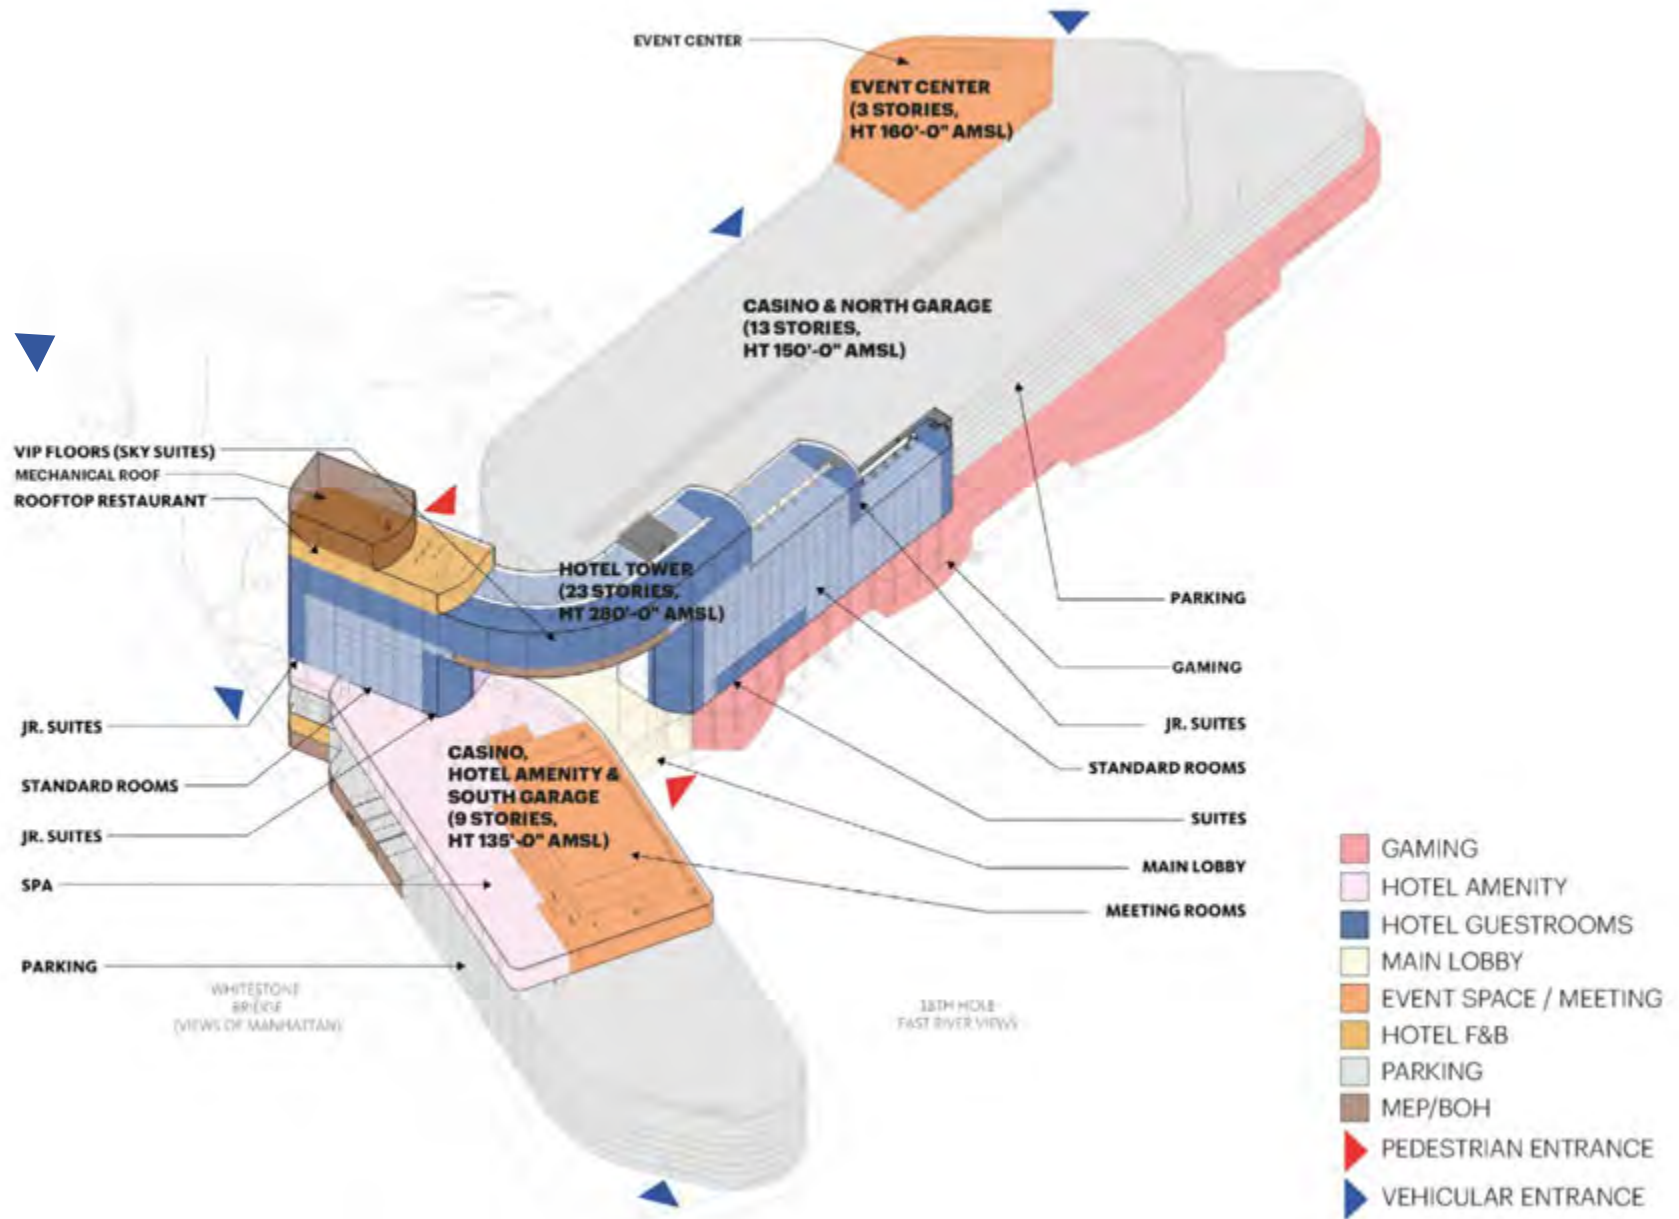 EVENT CENTER
EVENT CENTER
(3 STORIES,
HT 160'-0" AMSL)
CASINO & NORTH GARAGE
(13 STORIES,
HT 150'-0" AMSL)
VIP FLOORS (SKY SUITES)
MECHANICAL ROOF
ROOFTOP RESTAURANT
HOTEL TOWER
(23 STORIES,
HT 280'-0" AMSL)
PARKING
GAMING
JR. SUITES
STANDARD ROOMS
SUITES
MAIN LOBBY
MEETING ROOMS
JR. SUITES
STANDARD ROOMS
JR. SUITES
SPA
PARKING
CASINO,
HOTEL AMENITY &
SOUTH GARAGE
(9 STORIES,
HT 135'-0" AMSL)
WHITESTONE
BRIDGE
(VIEWS OF MANHATTAN)
18TH HOLE
EAST RIVER VIEWS
GAMING
HOTEL AMENITY
HOTEL GUESTROOMS
MAIN LOBBY
EVENT SPACE / MEETING
HOTEL F&B
PARKING
MEP/BOH
PEDESTRIAN ENTRANCE
VEHICULAR ENTRANCE